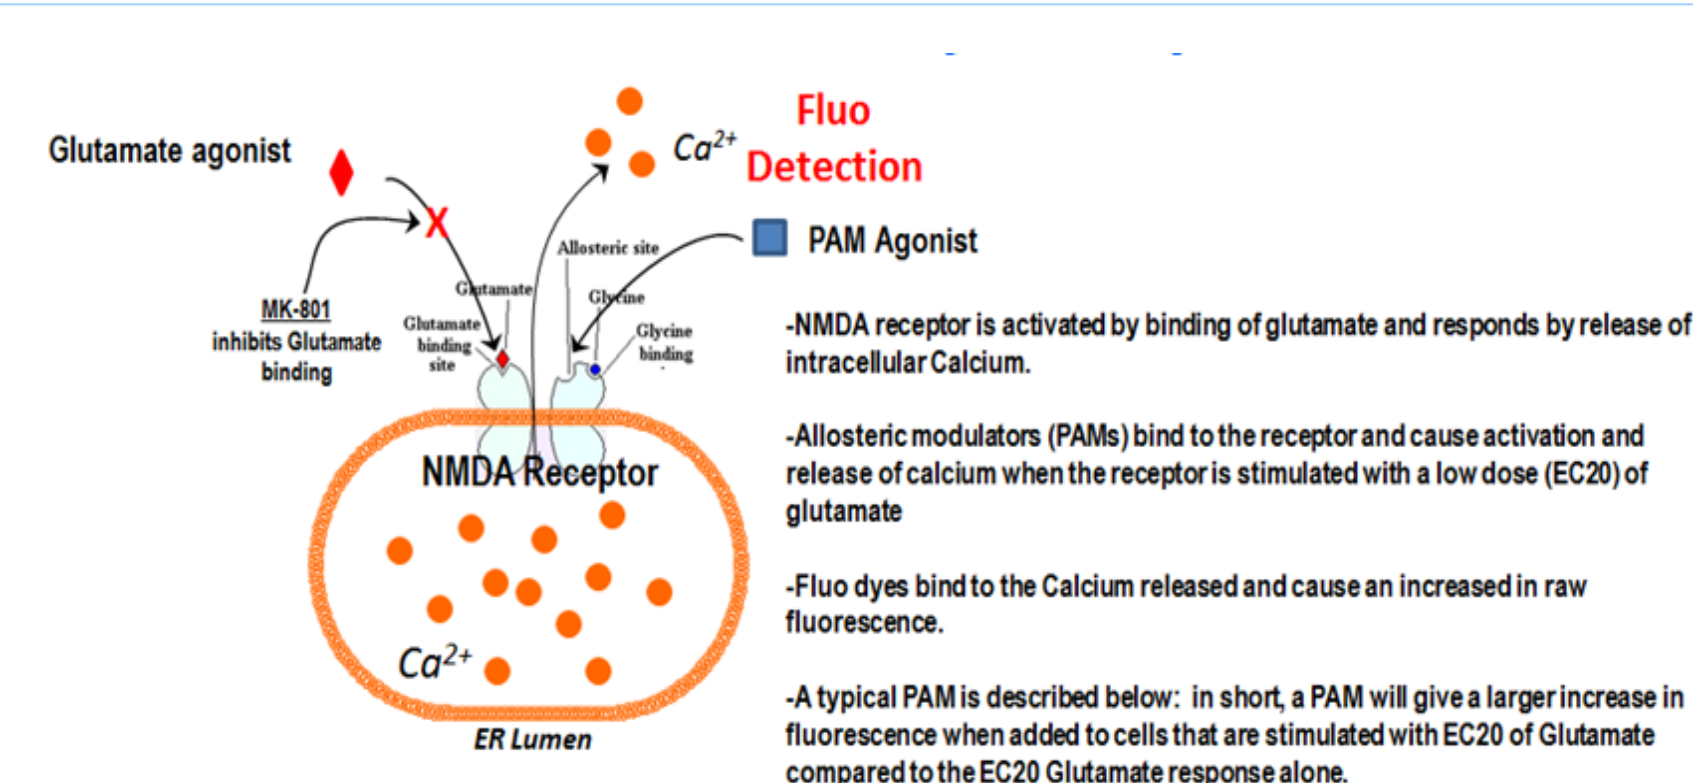 Fluo
Detection
Glutamate agonist
Ca2+
X
PAM Agonist
Allosteric site
Glutamate
Glycine
MK-801
inhibits Glutamate
binding
Glutamate
binding
site
Glycine
binding
NMDA Receptor
Ca2+
ER Lumen
-NMDA receptor is activated by binding of glutamate and responds by release of
intracellular Calcium.
-Allosteric modulators (PAMs) bind to the receptor and cause activation and
release of calcium when the receptor is stimulated with a low dose (EC20) of
glutamate
-Fluo dyes bind to the Calcium released and cause an increased in raw
fluorescence.
-A typical PAM is described below: in short, a PAM will give a larger increase in
fluorescence when added to cells that are stimulated with EC20 of Glutamate
compared to the EC20 Glutamate response alone.